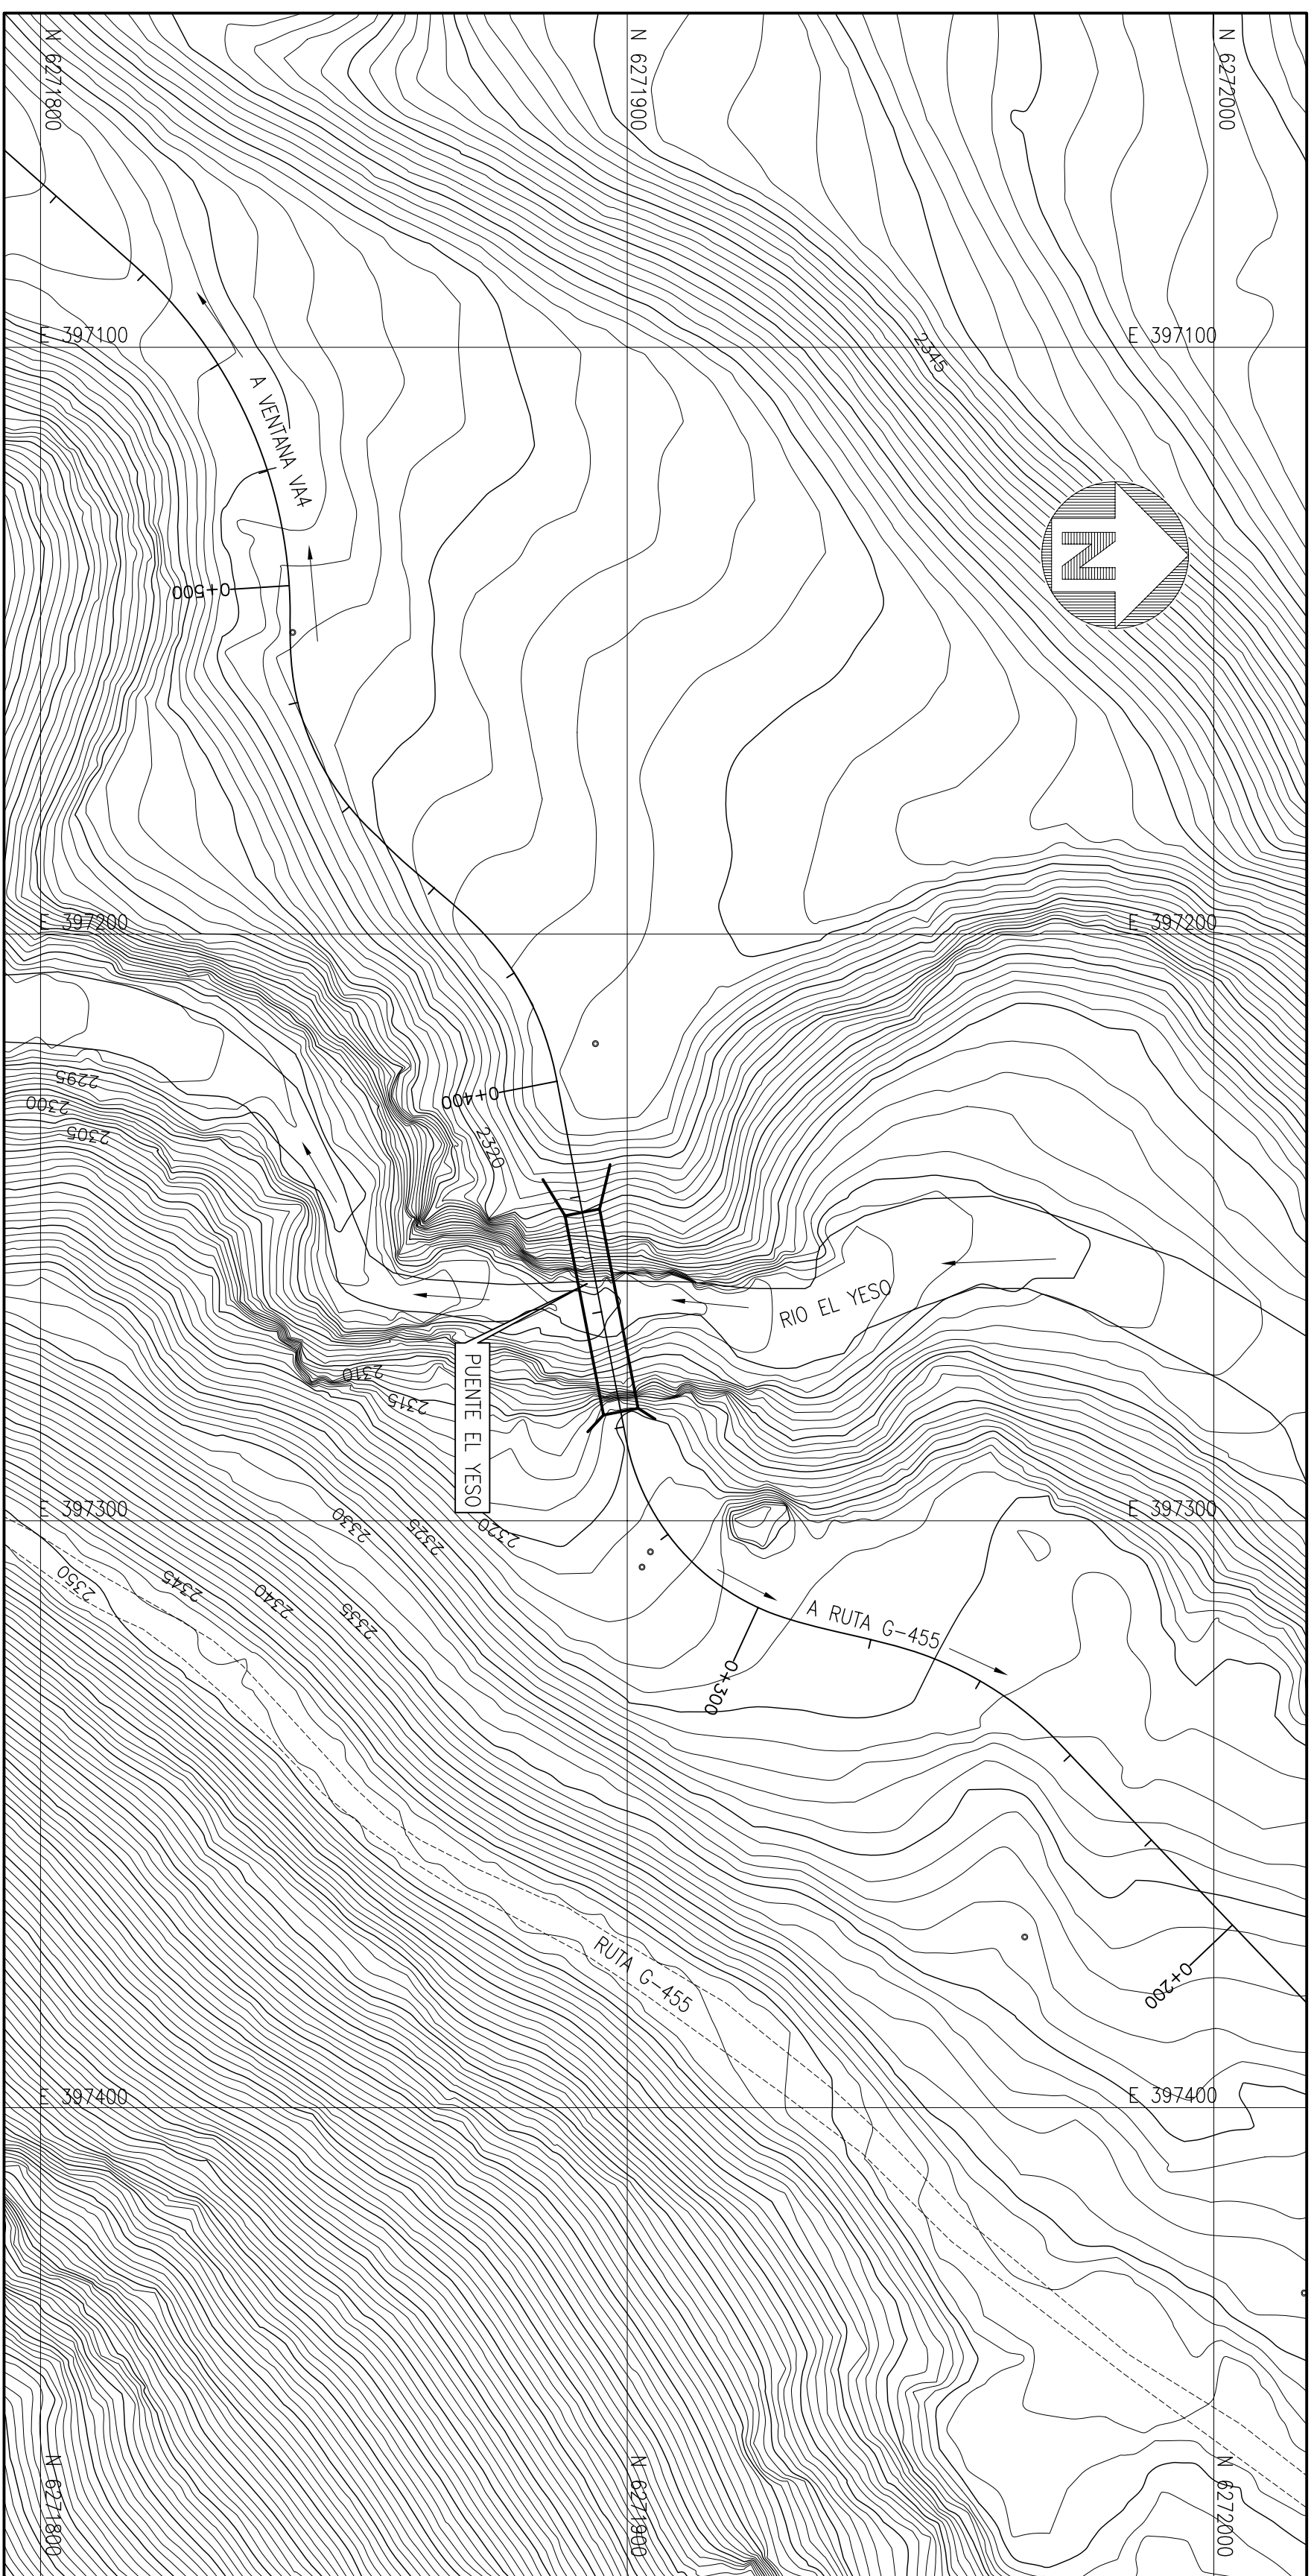 N 6271800
N 6271900
N 6272000
E 397100
E 397100
2345
A VENTANA VA4
N
0+500
E 397200
E 397200
2295
2300
2305
0+400
2320
RIO EL YESO
2310
2315
PUENTE EL YESO
E 397300
E 397300
2320
2325
2330
2335
2340
2345
2350
A RUTA G-455
0+300
RUTA G-455
0+200
E 397400
E 397400
N 6271800
N 6271900
N 6272000